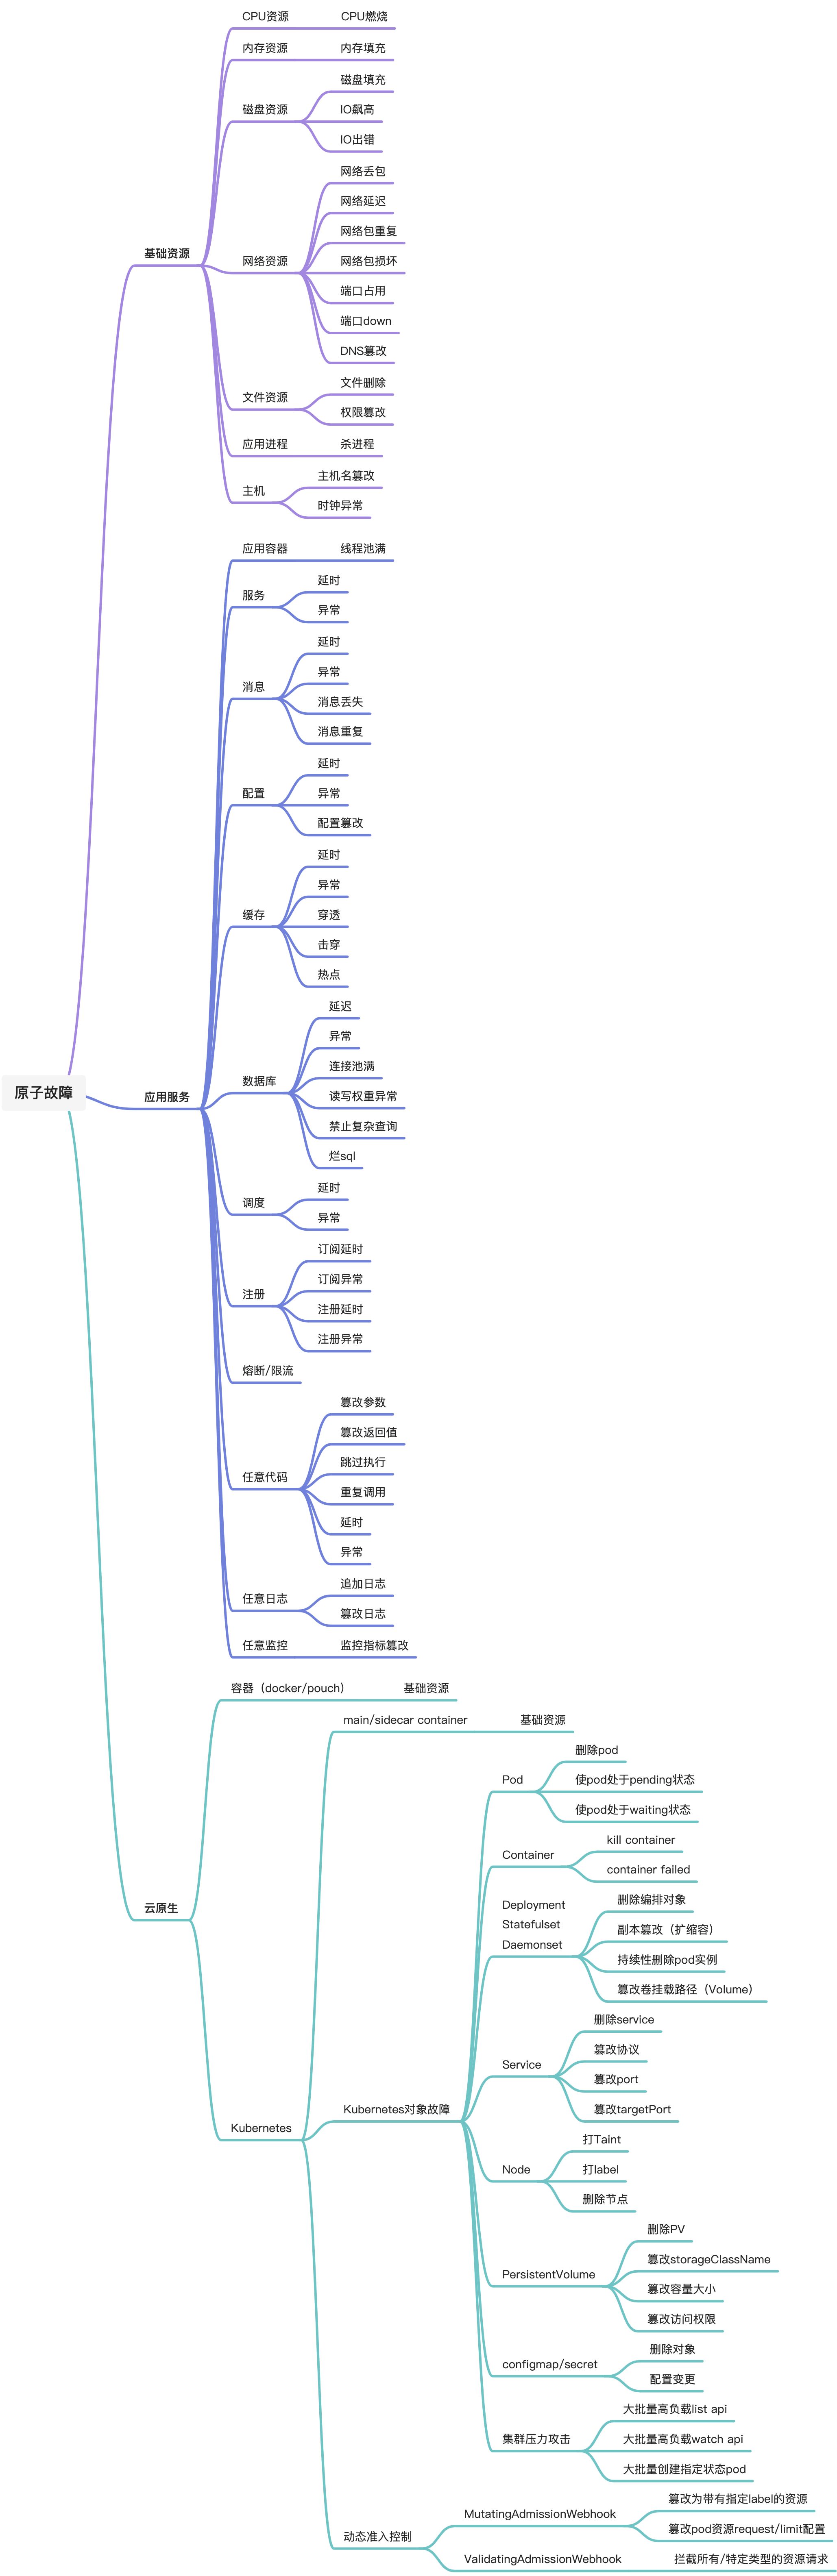 原子故障
基础资源
CPU资源
CPU燃烧
内存资源
内存填充
磁盘资源
磁盘填充
IO飙高
IO出错
网络资源
网络丢包
网络延迟
网络包重复
网络包损坏
端口占用
端口down
DNS篡改
文件资源
文件删除
权限篡改
应用进程
杀进程
主机
主机名篡改
时钟异常
应用服务
应用容器
线程池满
服务
延时
异常
消息
延时
异常
消息丢失
消息重复
配置
延时
异常
配置篡改
缓存
延时
异常
穿透
击穿
热点
数据库
延迟
异常
连接池满
读写权重异常
禁止复杂查询
烂sql
调度
延时
异常
注册
订阅延时
订阅异常
注册延时
注册异常
熔断/限流
任意代码
篡改参数
篡改返回值
跳过执行
重复调用
延时
异常
任意日志
追加日志
篡改日志
任意监控
监控指标篡改
云原生
容器（docker/pouch）
基础资源
Kubernetes
main/sidecar container
基础资源
Kubernetes对象故障
Pod
删除pod
使pod处于pending状态
使pod处于waiting状态
Container
kill container
container failed
Deployment
Statefulset
Daemonset
删除编排对象
副本篡改（扩缩容）
持续性删除pod实例
篡改卷挂载路径（Volume）
Service
删除service
篡改协议
篡改port
篡改targetPort
Node
打Taint
打label
删除节点
PersistentVolume
删除PV
篡改storageClassName
篡改容量大小
篡改访问权限
configmap/secret
删除对象
配置变更
集群压力攻击
大批量高负载list api
大批量高负载watch api
大批量创建指定状态pod
动态准入控制
MutatingAdmissionWebhook
篡改为带有指定label的资源
篡改pod资源request/limit配置
ValidatingAdmissionWebhook
拦截所有/特定类型的资源请求